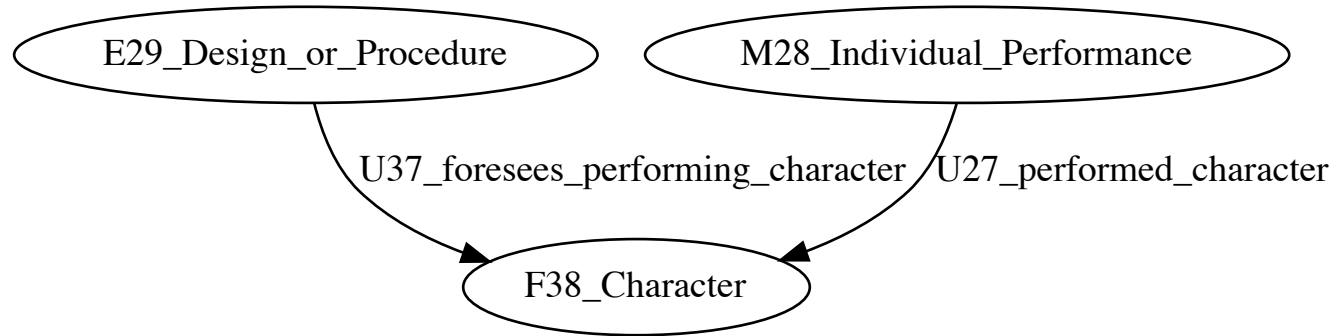 E29_Design_or_Procedure
M28_Individual_Performance
U37_foresees_performing_character
U27_performed_character
F38_Character